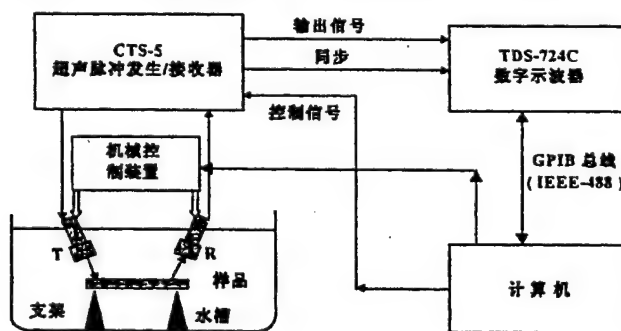 CTS-5
超声脉冲发生/接收器
输出信号
同步
控制信号
TDS-724C
数字示波器
机械控
制装置
GPIB 总线
(IEEE-488)
T
R
样品
支架
水槽
计算机